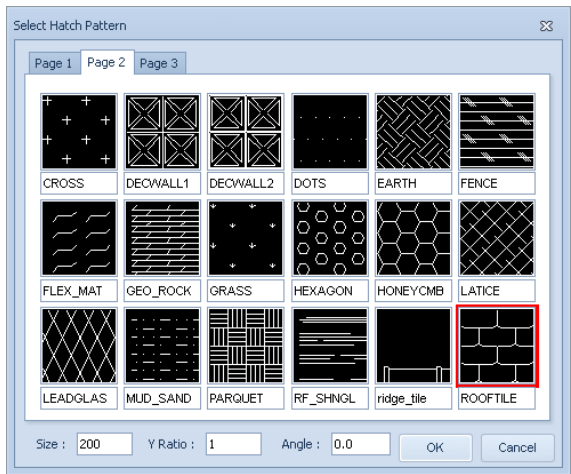 Select Hatch Pattern
Page 1 Page 2 Page 3
CROSS DECWALL1 DECWALL2 DOTS EARTH FENCE
FLEX_MAT GEO_ROCK GRASS HEXAGON HONEYCMB LATICE
LEADGLAS MUD_SAND PARQUET RF_SHNGL ridge_tile ROOFTILE
Size : 200 Y Ratio : 1 Angle : 0.0 OK Cancel